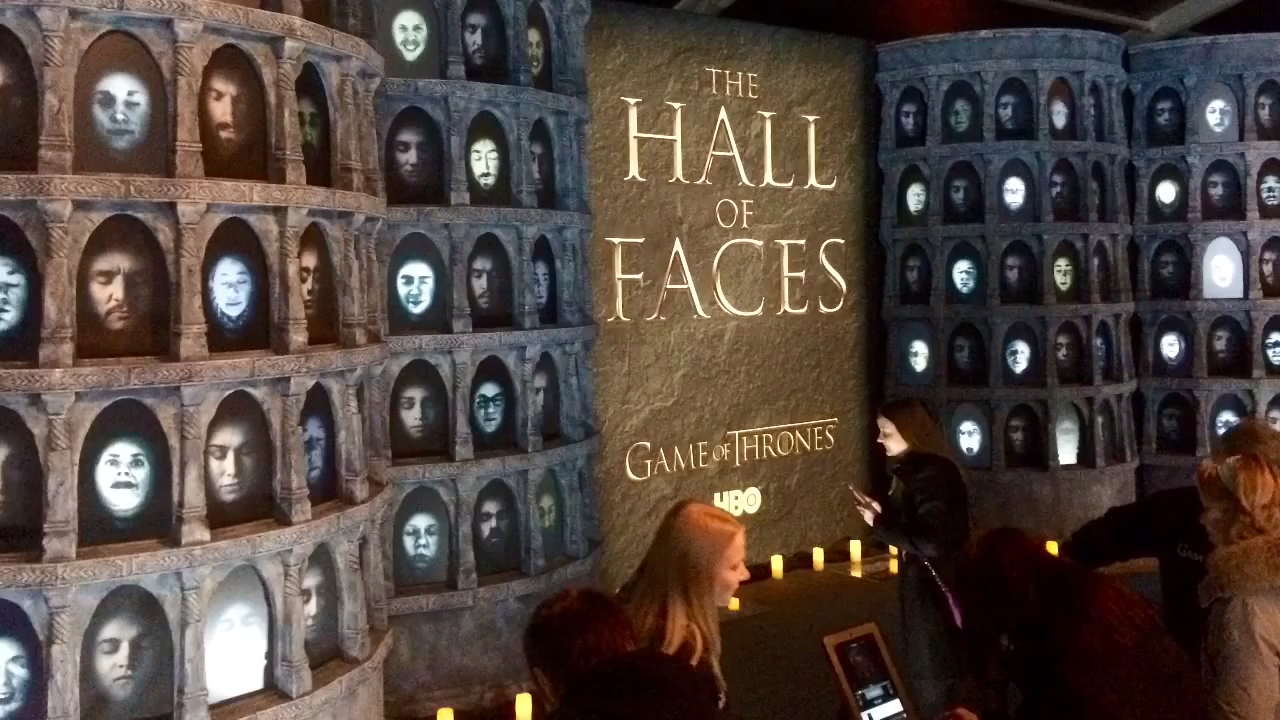 THE
HALL
OF
FACES
GAME OF THRONES
HBO